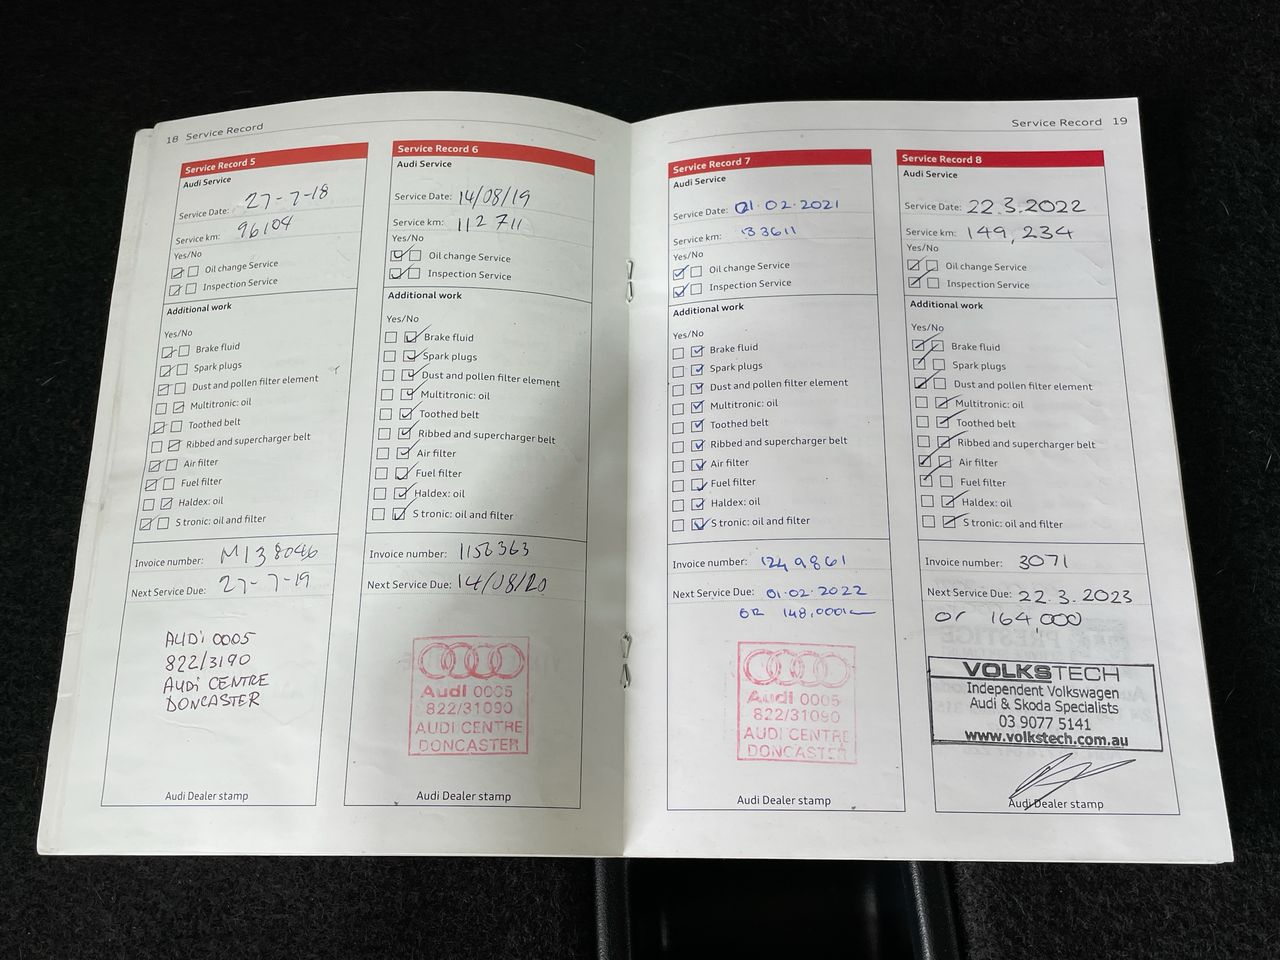 18 Service Record
Service Record 5
Audi Service
Service Date: 27-7-18
Service km: 96104
Yes/No
Oil change Service
Inspection Service
Additional work
Yes/No
Brake fluid
Spark plugs
Dust and pollen filter element
Multitronic: oil
Toothed belt
Ribbed and supercharger belt
Air filter
Fuel filter
Haldex: oil
S tronic: oil and filter
Invoice number: M138046
Next Service Due: 27-7-19
AUDi 0005
822/3190
AUDi CENTRE
DONCASTER
Audi Dealer stamp
Service Record 6
Audi Service
Service Date: 14/08/19
Service km: 112 711
Yes/No
Oil change Service
Inspection Service
Additional work
Yes/No
Brake fluid
Spark plugs
Dust and pollen filter element
Multitronic: oil
Toothed belt
Ribbed and supercharger belt
Air filter
Fuel filter
Haldex: oil
S tronic: oil and filter
Invoice number: 1156363
Next Service Due: 14/08/20
Audi 0005
822/31090
AUDI CENTRE
DONCASTER
Audi Dealer stamp
Service Record 19
Service Record 7
Audi Service
Service Date: 01.02.2021
Service km: 33611
Yes/No
Oil change Service
Inspection Service
Additional work
Yes/No
Brake fluid
Spark plugs
Dust and pollen filter element
Multitronic: oil
Toothed belt
Ribbed and supercharger belt
Air filter
Fuel filter
Haldex: oil
S tronic: oil and filter
Invoice number: 1249861
Next Service Due: 01.02.2022
OR 148,000
Audi 0005
822/31090
AUDI CENTRE
DONCASTER
Audi Dealer stamp
Service Record 8
Audi Service
Service Date: 22.3.2022
Service km: 149,234
Yes/No
Oil change Service
Inspection Service
Additional work
Yes/No
Brake fluid
Spark plugs
Dust and pollen filter element
Multitronic: oil
Toothed belt
Ribbed and supercharger belt
Air filter
Fuel filter
Haldex: oil
S tronic: oil and filter
Invoice number: 3071
Next Service Due: 22.3.2023
or 164,000
VOLKSTECH
Independent Volkswagen
Audi & Skoda Specialists
03 9077 5141
www.volkstech.com.au
Audi Dealer stamp